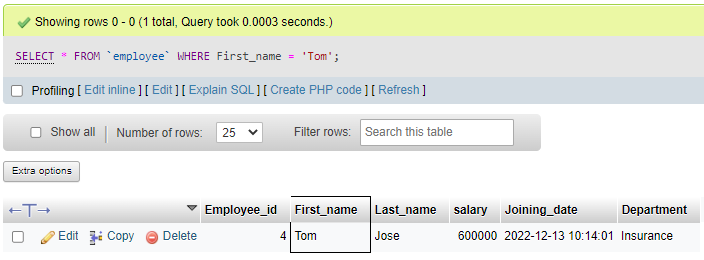 Showing rows 0 - 0 (1 total, Query took 0.0003 seconds.)
SELECT * FROM `employee` WHERE First_name = 'Tom';
Profiling [ Edit inline ] [ Edit ] [ Explain SQL ] [ Create PHP code ] [ Refresh ]
Show all | Number of rows: 25 Filter rows: Search this table
Extra options
←T→ Employee_id First_name Last_name salary Joining_date Department
Edit Copy Delete 4 Tom Jose 600000 2022-12-13 10:14:01 Insurance